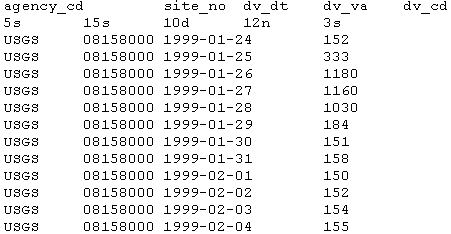 agency_cd site_no dv_dt dv_va dv_cd
5s 15s 10d 12n 3s
USGS 08158000 1999-01-24 152
USGS 08158000 1999-01-25 333
USGS 08158000 1999-01-26 1180
USGS 08158000 1999-01-27 1160
USGS 08158000 1999-01-28 1030
USGS 08158000 1999-01-29 184
USGS 08158000 1999-01-30 151
USGS 08158000 1999-01-31 158
USGS 08158000 1999-02-01 150
USGS 08158000 1999-02-02 152
USGS 08158000 1999-02-03 154
USGS 08158000 1999-02-04 155